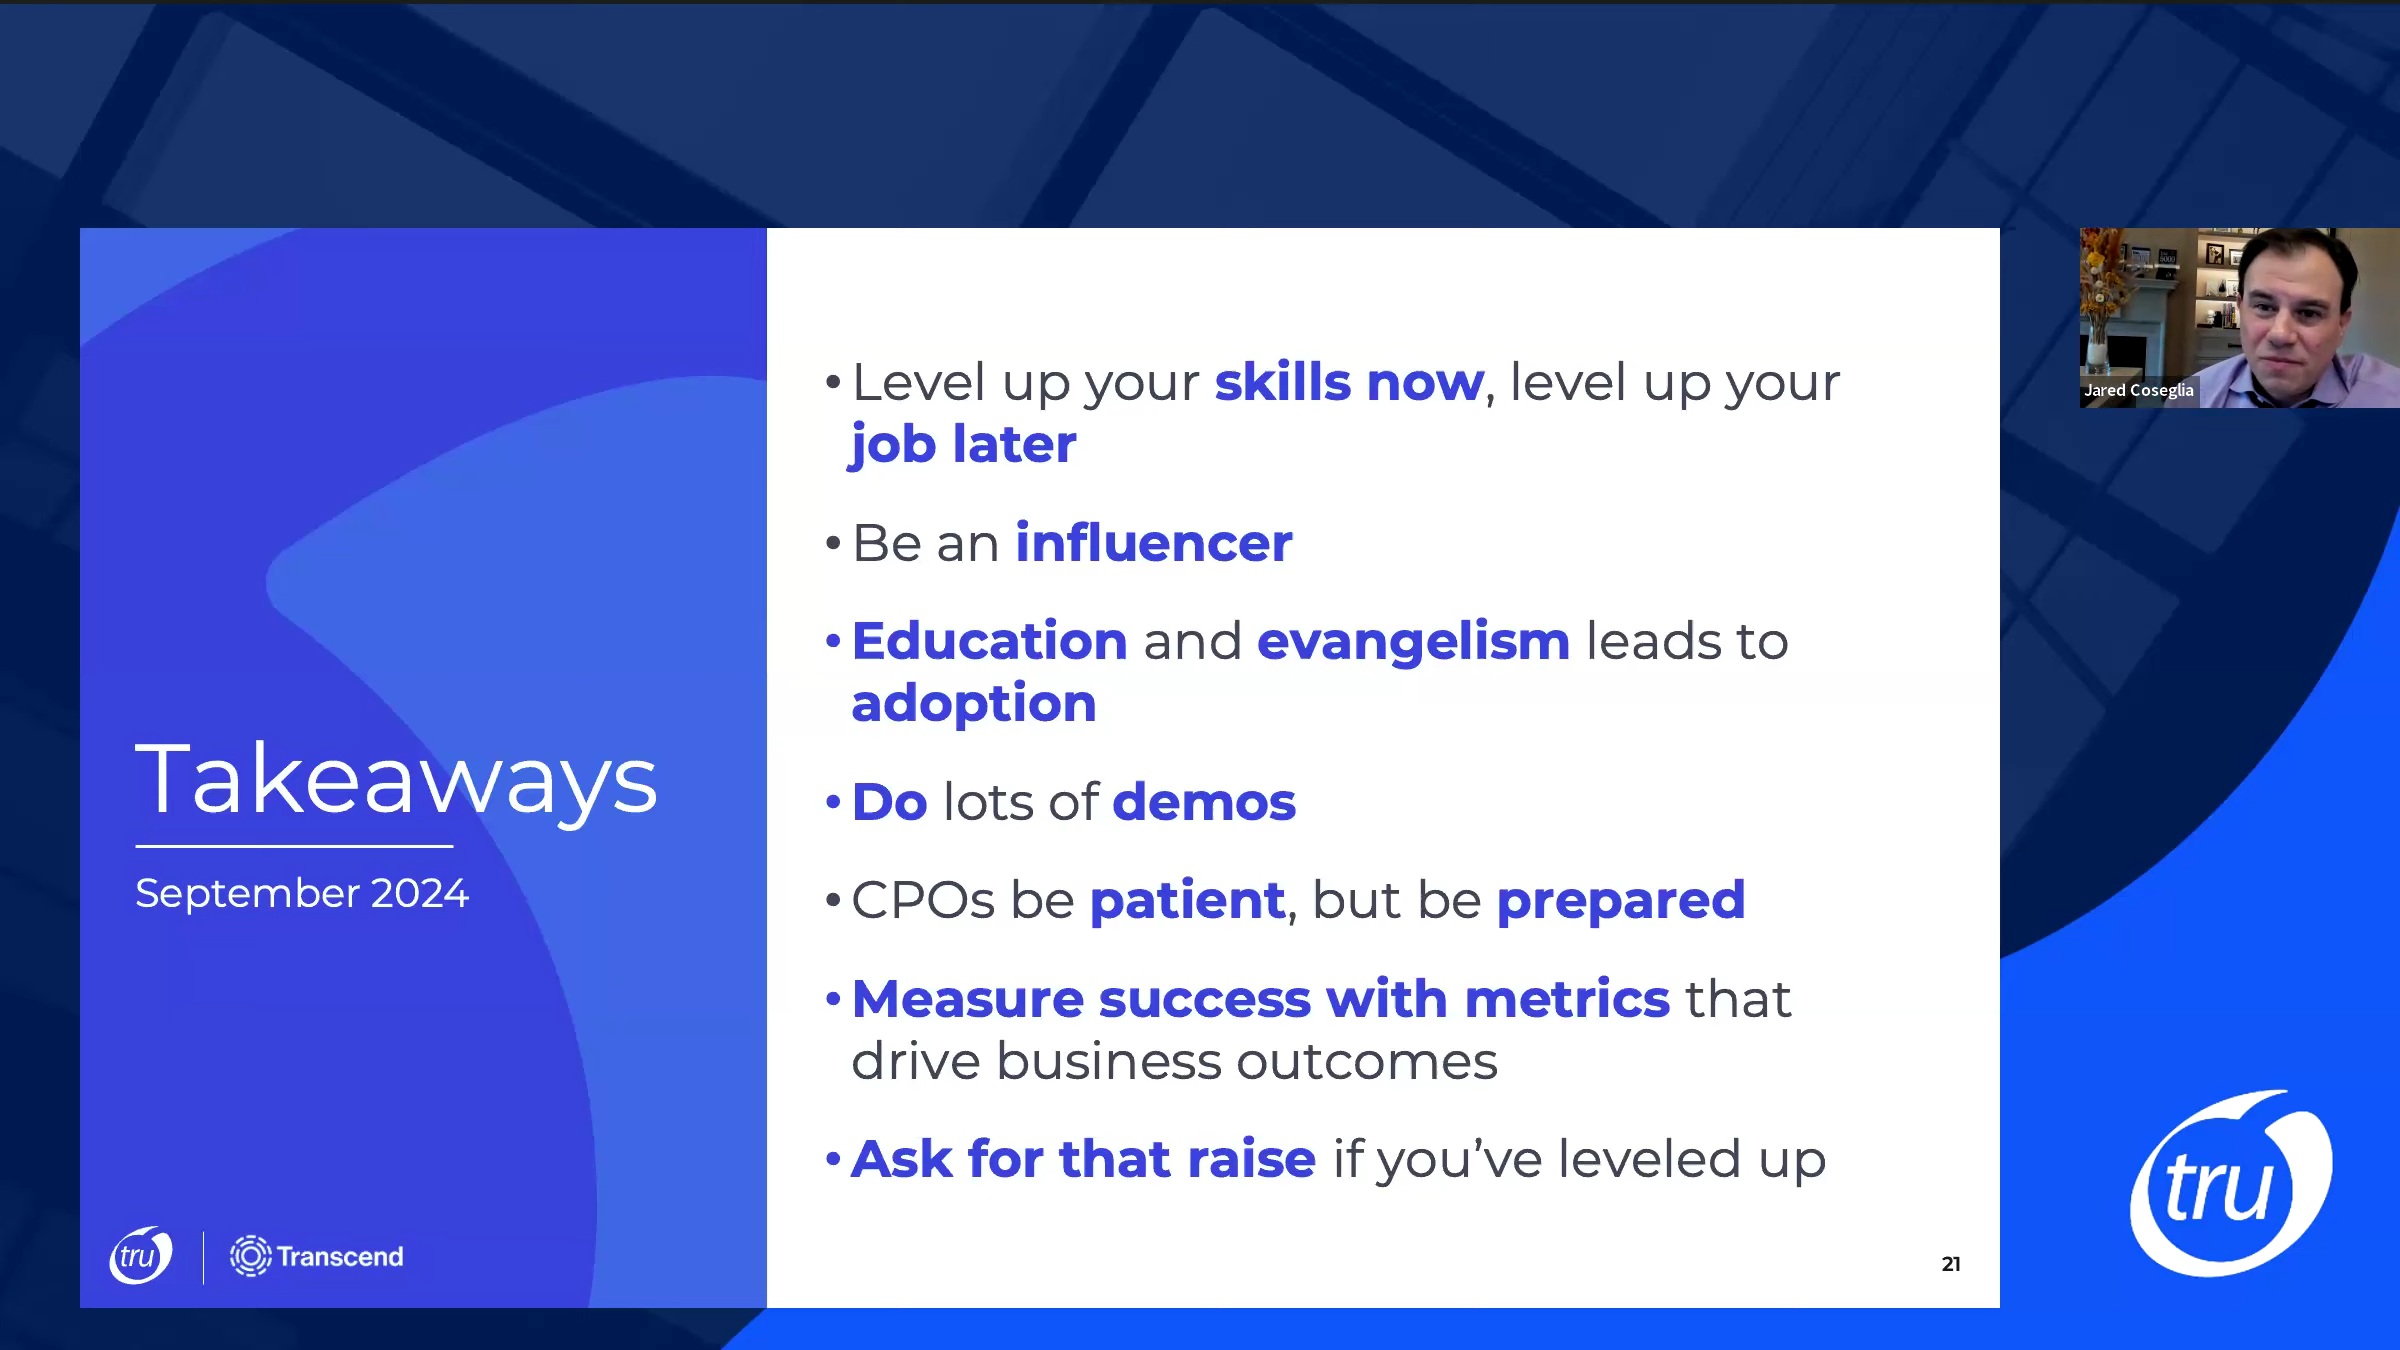 Takeaways
September 2024
tru
Transcend
• Level up your skills now, level up your
job later
• Be an influencer
• Education and evangelism leads to
adoption
• Do lots of demos
• CPOs be patient, but be prepared
• Measure success with metrics that
drive business outcomes
• Ask for that raise if you’ve leveled up
21
Jared Coseglia
tru